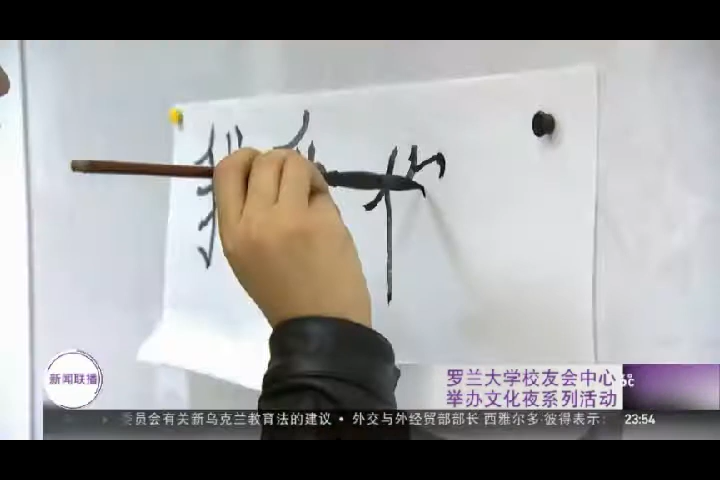 新闻联播
罗兰大学校友会中心
举办文化夜系列活动
委员会有关新乌克兰教育法的建议 • 外交与外经贸部部长 西雅尔多·彼得表示:
23:54